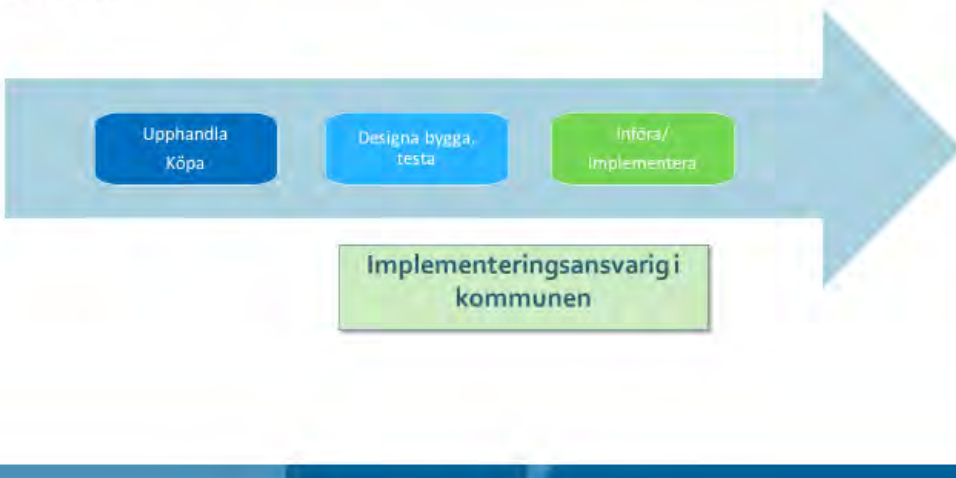 Upphandla
Köpa
Designa bygga,
testa
Införa/
Implementera
Implementeringsansvarig i
kommunen